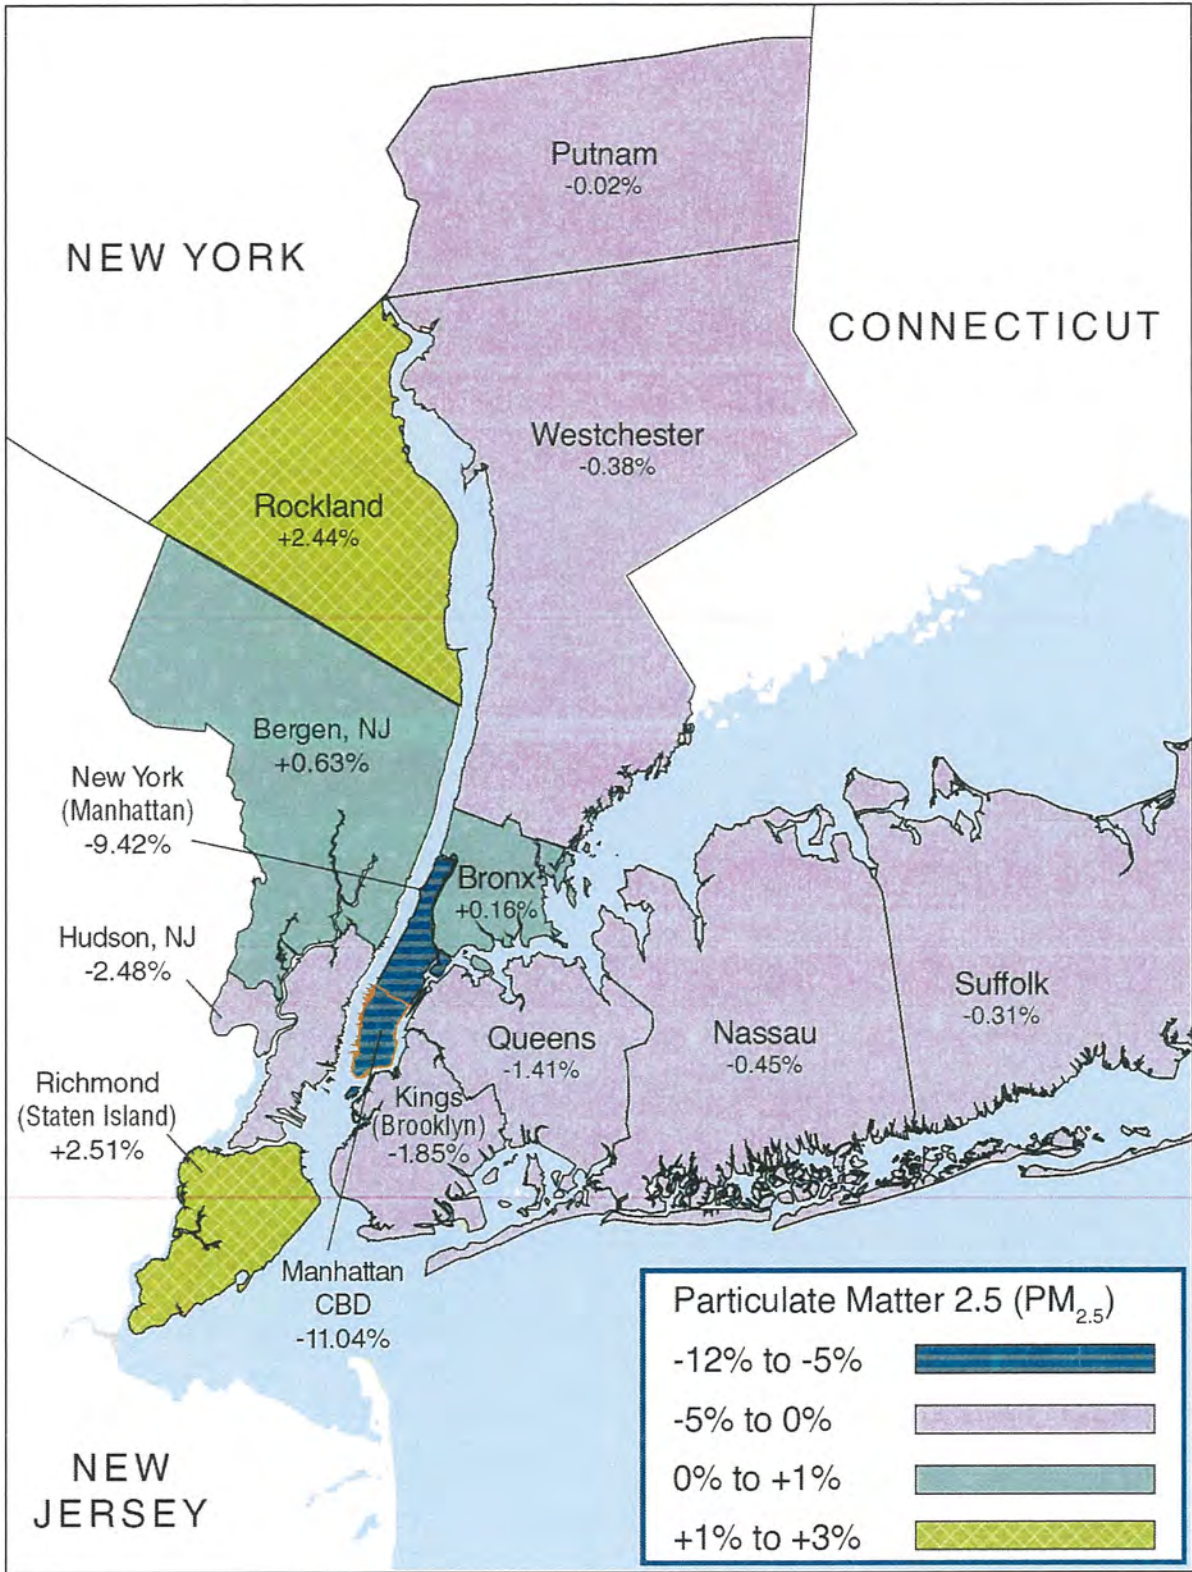 Putnam
-0.02%
NEW YORK
CONNECTICUT
Westchester
-0.38%
Rockland
+2.44%
Bergen, NJ
+0.63%
New York
(Manhattan)
-9.42%
Bronx
+0.16%
Hudson, NJ
-2.48%
Suffolk
-0.31%
Queens
-1.41%
Nassau
-0.45%
Richmond
(Staten Island)
+2.51%
Kings
(Brooklyn)
-1.85%
Manhattan
CBD
-11.04%
NEW
JERSEY
Particulate Matter 2.5 (PM2.5)
-12% to -5%
-5% to 0%
0% to +1%
+1% to +3%